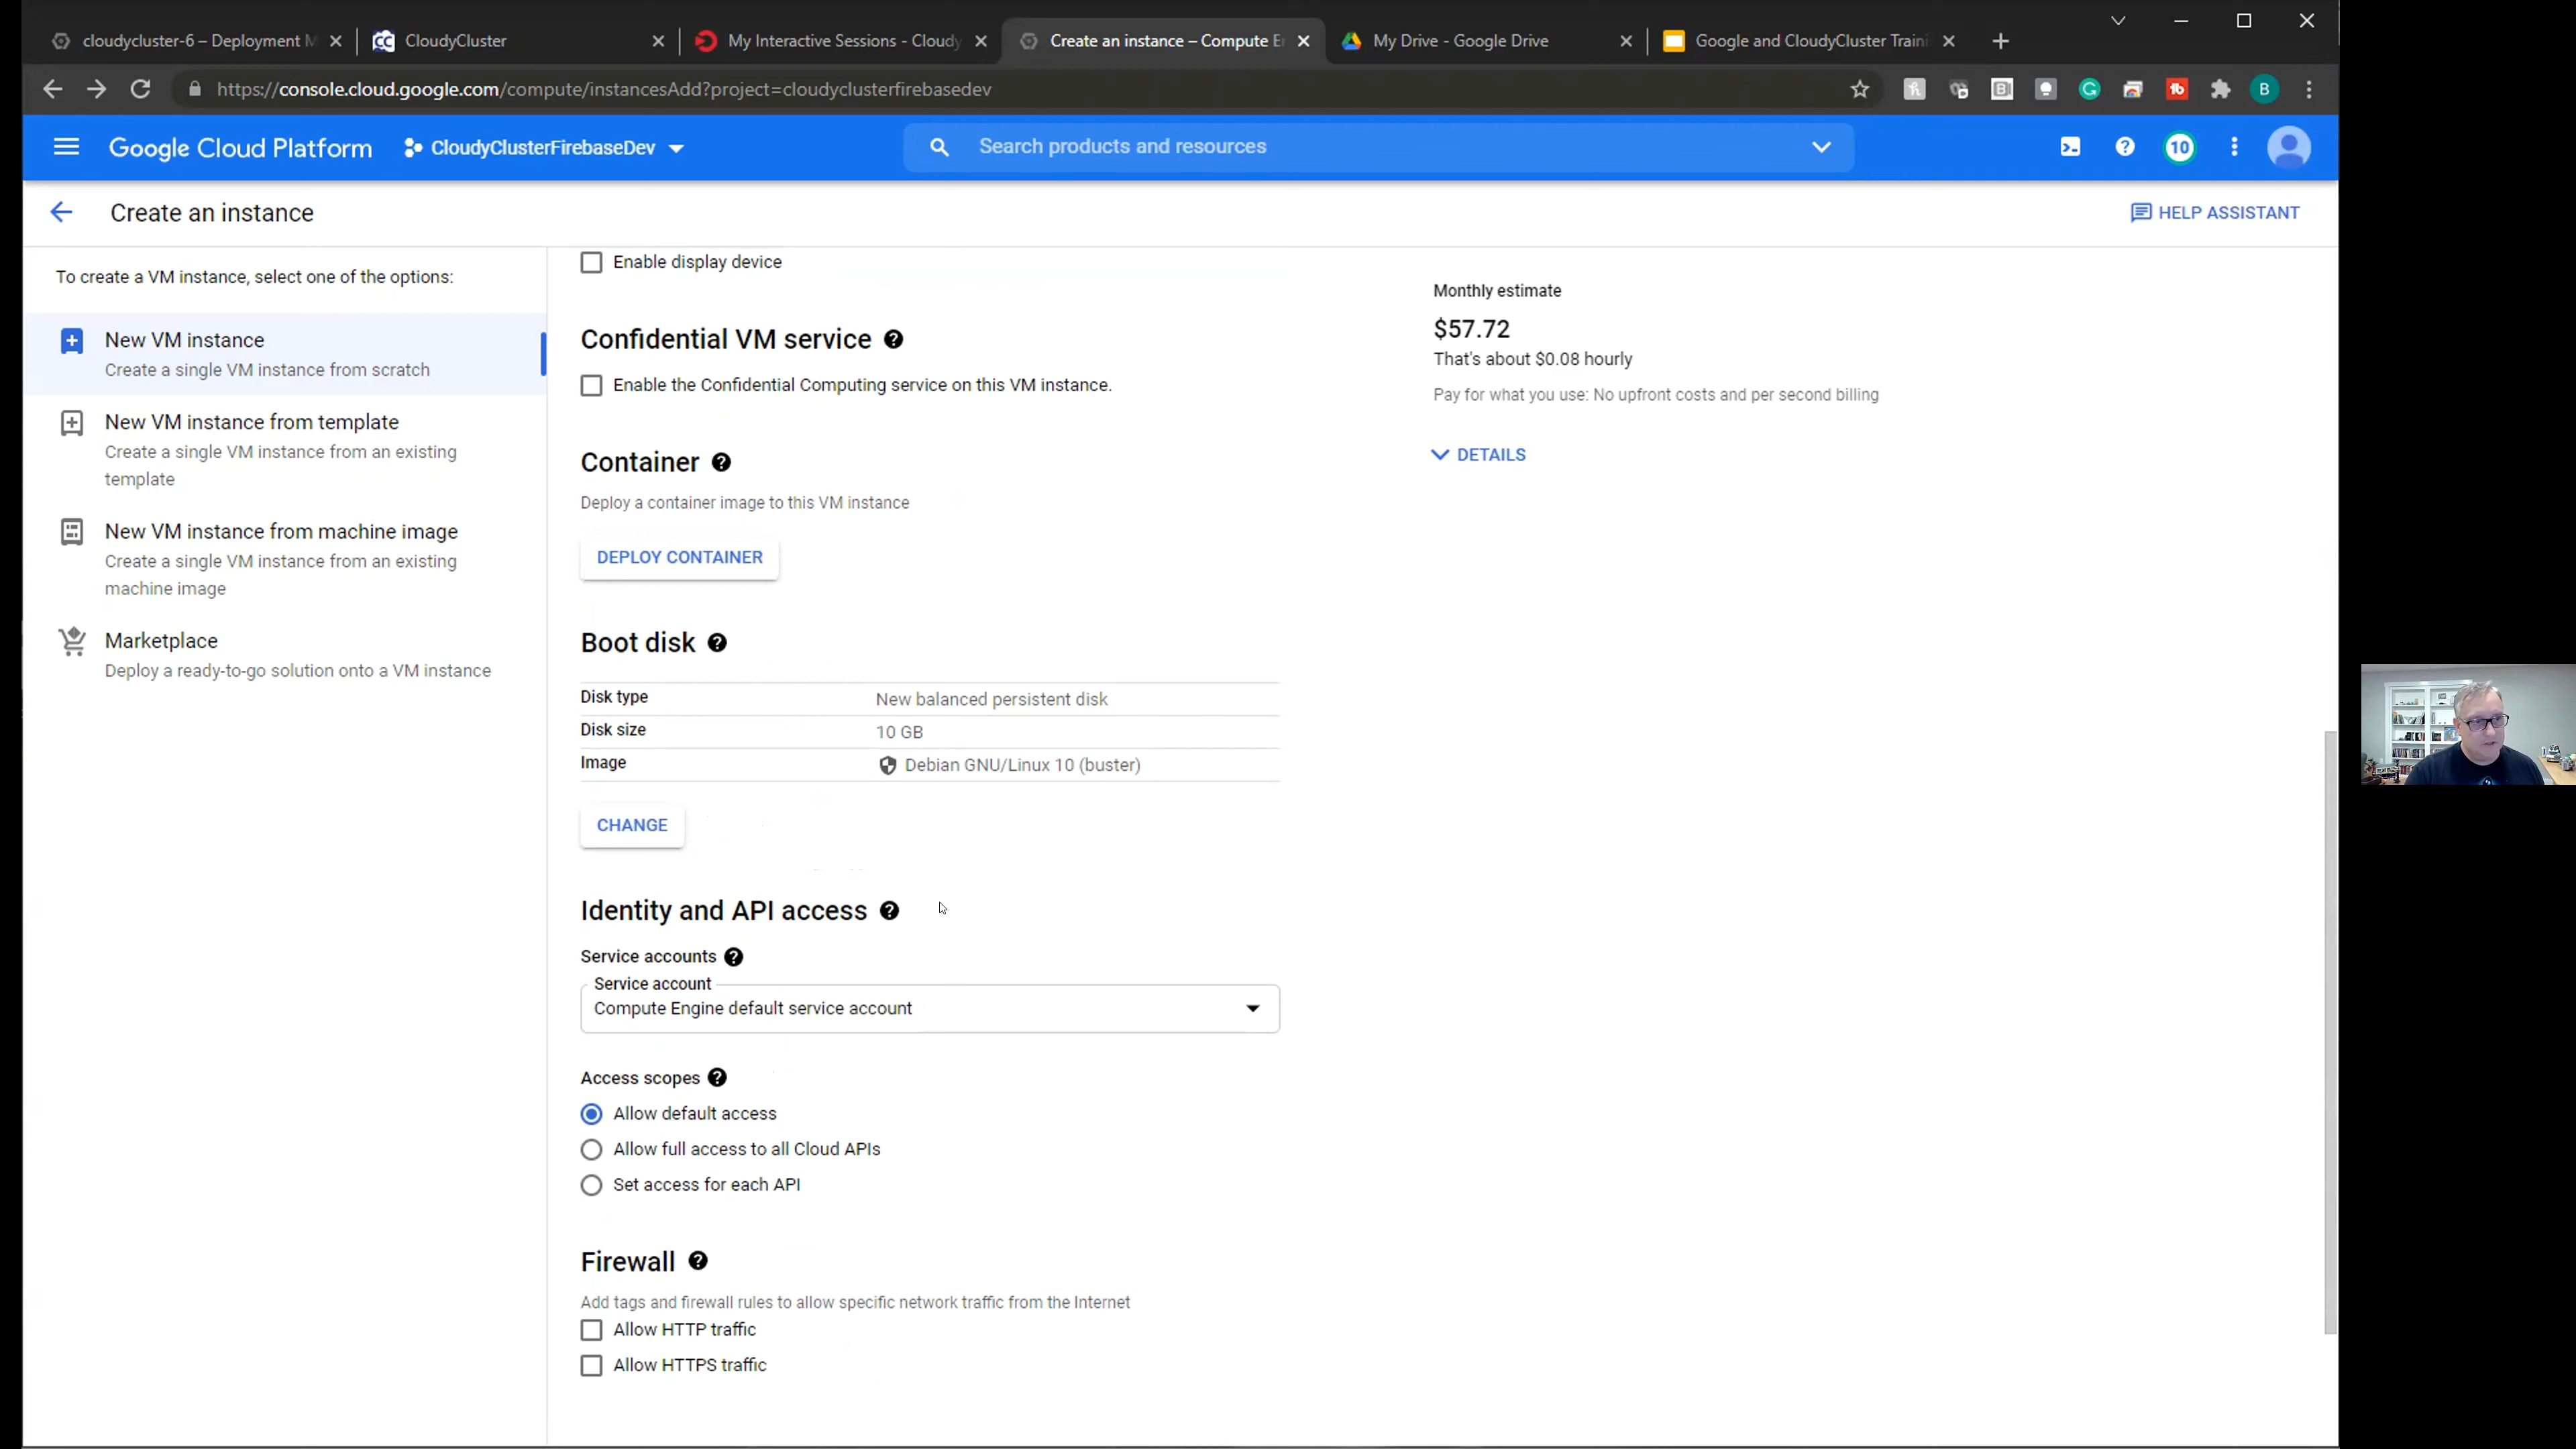 cloudycluster-6 – Deployment M
CloudyCluster
My Interactive Sessions - Cloudy
Create an instance – Compute E
My Drive - Google Drive
Google and CloudyCluster Traini
https://console.cloud.google.com/compute/instancesAdd?project=cloudyclusterfirebasedev
B
Google Cloud Platform
CloudyClusterFirebaseDev
Search products and resources
10
Create an instance
HELP ASSISTANT
To create a VM instance, select one of the options:
New VM instance
Create a single VM instance from scratch
New VM instance from template
Create a single VM instance from an existing
template
New VM instance from machine image
Create a single VM instance from an existing
machine image
Marketplace
Deploy a ready-to-go solution onto a VM instance
Enable display device
Confidential VM service
Enable the Confidential Computing service on this VM instance.
Container
Deploy a container image to this VM instance
DEPLOY CONTAINER
Boot disk
Disk type New balanced persistent disk
Disk size 10 GB
Image Debian GNU/Linux 10 (buster)
CHANGE
Identity and API access
Service accounts
Service account
Compute Engine default service account
Access scopes
Allow default access
Allow full access to all Cloud APIs
Set access for each API
Firewall
Add tags and firewall rules to allow specific network traffic from the Internet
Allow HTTP traffic
Allow HTTPS traffic
Monthly estimate
$57.72
That's about $0.08 hourly
Pay for what you use: No upfront costs and per second billing
DETAILS